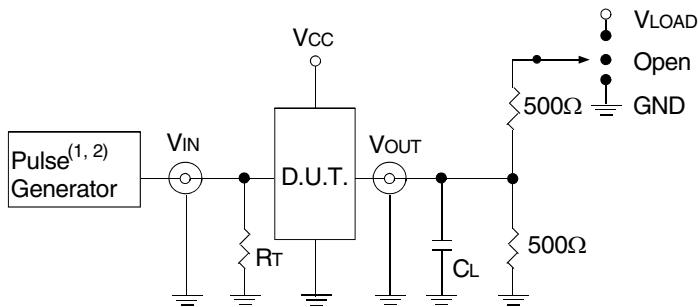 VLOAD
VCC
Open
500Ω
GND
VIN
VOUT
Pulse(1, 2)
Generator
D.U.T.
RT
CL
500Ω